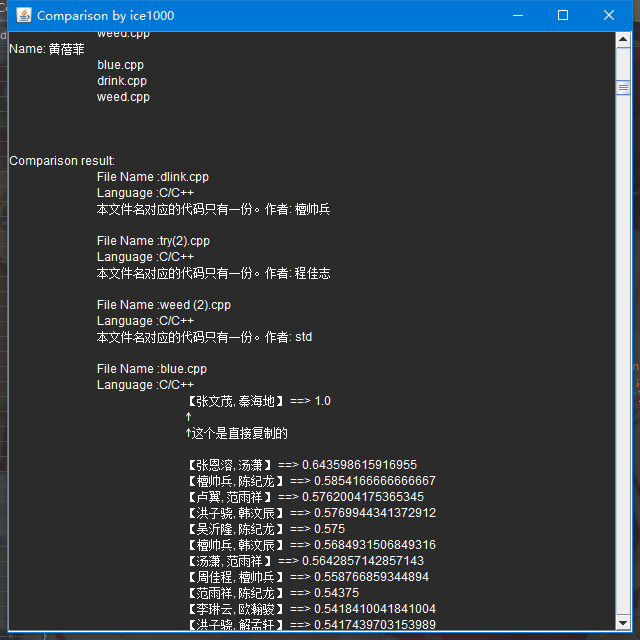 Comparison by ice1000
weed.cpp
Name: 黄蓓菲
blue.cpp
drink.cpp
weed.cpp
Comparison result:
File Name :dlink.cpp
Language :C/C++
本文件名对应的代码只有一份。作者: 檀帅兵
File Name :try(2).cpp
Language :C/C++
本文件名对应的代码只有一份。作者: 程佳志
File Name :weed (2).cpp
Language :C/C++
本文件名对应的代码只有一份。作者: std
File Name :blue.cpp
Language :C/C++
【张文茂, 秦海地】 ==> 1.0
↑
↑这个是直接复制的
【张恩溶, 汤潇】 ==> 0.643598615916955
【檀帅兵, 陈纪龙】 ==> 0.5854166666666667
【卢翼, 范雨祥】 ==> 0.5762004175365345
【洪子骁, 韩汶辰】 ==> 0.5769944341372912
【吴沂隆, 陈纪龙】 ==> 0.575
【檀帅兵, 韩汶辰】 ==> 0.5684931506849316
【汤潇, 范雨祥】 ==> 0.5642857142857143
【周佳程, 檀帅兵】 ==> 0.558766859344894
【范雨祥, 陈纪龙】 ==> 0.54375
【李琳云, 欧翰骏】 ==> 0.5418410041841004
【洪子骁, 解孟轩】 ==> 0.5417439703153989